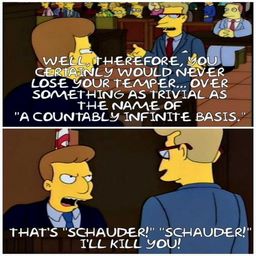 WELL, THEREFORE, YOU
CERTAINLY WOULD NEVER
LOSE YOUR TEMPER... OVER
SOMETHING AS TRIVIAL AS
THE NAME OF
"A COUNTABLY INFINITE BASIS."
THAT'S "SCHAUDER!" "SCHAUDER!"
I'LL KILL YOU!